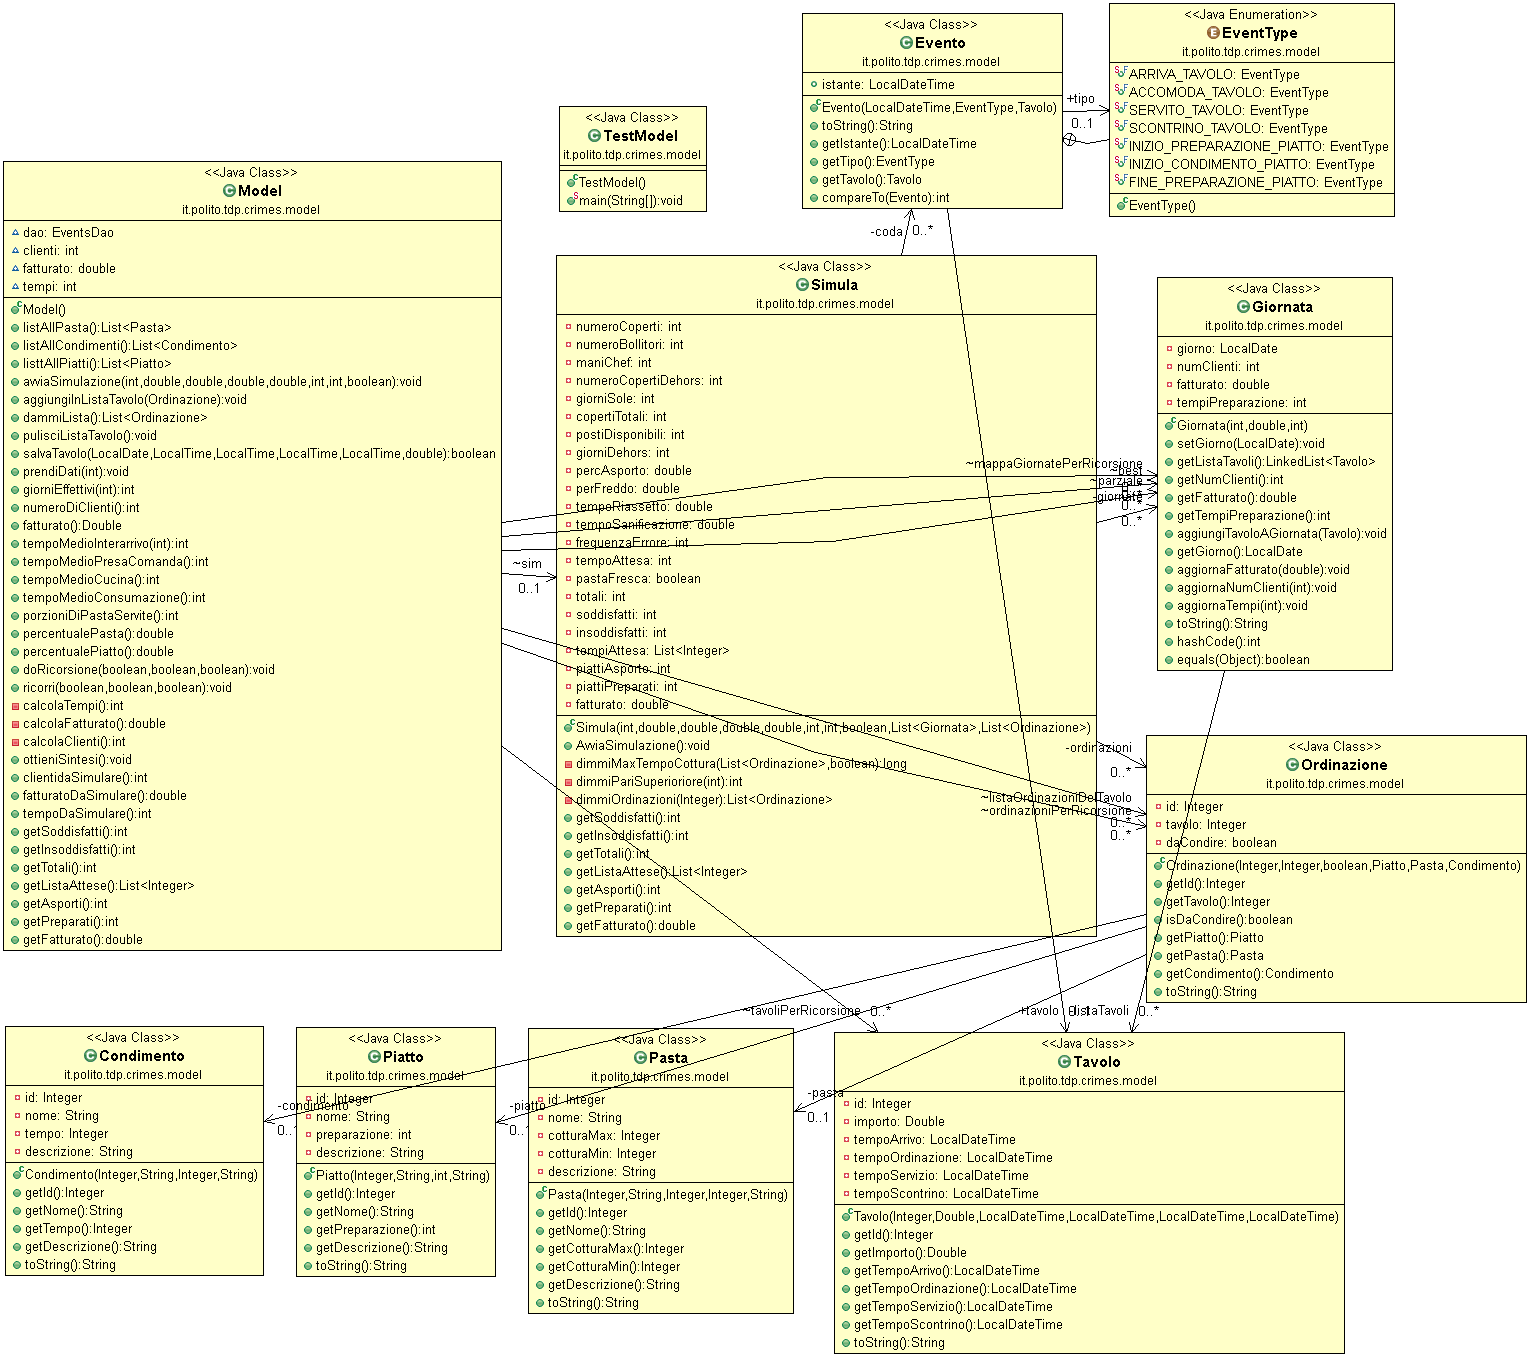 <<Java Class>>
Evento
it.polito.tdp.crimes.model
istante: LocalDateTime
Evento(LocalDateTime,EventType,Tavolo)
toString():String
getIstante():LocalDateTime
getTipo():EventType
getTavolo():Tavolo
compareTo(Evento):int
+tipo
0..1
<<Java Enumeration>>
EventType
it.polito.tdp.crimes.model
ARRIVA_TAVOLO: EventType
ACCOMODA_TAVOLO: EventType
SERVITO_TAVOLO: EventType
SCONTRINO_TAVOLO: EventType
INIZIO_PREPARAZIONE_PIATTO: EventType
INIZIO_CONDIMENTO_PIATTO: EventType
FINE_PREPARAZIONE_PIATTO: EventType
EventType()
<<Java Class>>
TestModel
it.polito.tdp.crimes.model
TestModel()
main(String[]):void
<<Java Class>>
Model
it.polito.tdp.crimes.model
dao: EventsDao
clienti: int
fatturato: double
tempi: int
Model()
listAllPasta():List<Pasta>
listAllCondimenti():List<Condimento>
listtAllPiatti():List<Piatto>
avviaSimulazione(int,double,double,double,double,int,int,boolean):void
aggiungiInListaTavolo(Ordinazione):void
dammiLista():List<Ordinazione>
pulisciListaTavolo():void
salvaTavolo(LocalDate,LocalTime,LocalTime,LocalTime,LocalTime,double):boolean
prendiDati(int):void
giorniEffettivi(int):int
numeroDiClienti():int
fatturato():Double
tempoMedioInterarrivo(int):int
tempoMedioPresaComanda():int
tempoMedioCucina():int
tempoMedioConsumazione():int
porzioniDiPastaServite():int
percentualePasta():double
percentualePiatto():double
doRicorsione(boolean,boolean,boolean):void
ricorri(boolean,boolean,boolean):void
calcolaTempi():int
calcolaFatturato():double
calcolaClienti():int
ottieniSintesi():void
clientidaSimulare():int
fatturatoDaSimulare():double
tempoDaSimulare():int
getSoddisfatti():int
getInsoddisfatti():int
getTotali():int
getListaAttese():List<Integer>
getAsporti():int
getPreparati():int
getFatturato():double
-coda
0..*
<<Java Class>>
Simula
it.polito.tdp.crimes.model
numeroCoperti: int
numeroBollitori: int
maniChef: int
numeroCopertiDehors: int
giorniSole: int
copertiTotali: int
postiDisponibili: int
giorniDehors: int
percAsporto: double
perFreddo: double
tempoRiassetto: double
tempoSanificazione: double
frequenzaErrore: int
tempoAttesa: int
pastaFresca: boolean
totali: int
soddisfatti: int
insoddisfatti: int
tompiAttesa: List<Integer>
piattiAsporto: int
piattiPreparati: int
fatturato: double
Simula(int,double,double,double,double,int,int,boolean,List<Giornata>,List<Ordinazione>)
AvviaSimulazione():void
dimmiMaxTempoCottura(List<Ordinazione>,boolean):long
dimmiPariSuperioriore(int):int
dimmiOrdinazioni(Integer):List<Ordinazione>
getSoddisfatti():int
getInsoddisfatti():int
getTotali():int
getListaAttese():List<Integer>
getAsporti():int
getPreparati():int
getFatturato():double
~sim
0..1
~mappaGiornatePerRicorsione
~best
~parziale
-giornate
0..*
0..*
<<Java Class>>
Giornata
it.polito.tdp.crimes.model
giorno: LocalDate
numClienti: int
fatturato: double
tempiPreparazione: int
Giornata(int,double,int)
setGiorno(LocalDate):void
getListaTavoli():LinkedList<Tavolo>
getNumClienti():int
getFatturato():double
getTempiPreparazione():int
aggiungiTavoloAGiornata(Tavolo):void
getGiorno():LocalDate
aggiornaFatturato(double):void
aggiornaNumClienti(int):void
aggiornaTempi(int):void
toString():String
hashCode():int
equals(Object):boolean
-ordinazioni
0..*
~listaOrdinazioniDelTavolo
~ordinazioniPerRicorsione
0..*
0..*
<<Java Class>>
Ordinazione
it.polito.tdp.crimes.model
id: Integer
tavolo: Integer
daCondire: boolean
Ordinazione(Integer,Integer,boolean,Piatto,Pasta,Condimento)
getId():Integer
getTavolo():Integer
isDaCondire():boolean
getPiatto():Piatto
getPasta():Pasta
getCondimento():Condimento
toString():String
~tavoliPerRicorsione
0..*
+tavolo
0..1
-listaTavoli
0..*
<<Java Class>>
Condimento
it.polito.tdp.crimes.model
id: Integer
nome: String
tempo: Integer
descrizione: String
Condimento(Integer,String,Integer,String)
getId():Integer
getNome():String
getTempo():Integer
getDescrizione():String
toString():String
-condimento
0..1
<<Java Class>>
Piatto
it.polito.tdp.crimes.model
id: Integer
nome: String
preparazione: int
descrizione: String
Piatto(Integer,String,int,String)
getId():Integer
getNome():String
getPreparazione():int
getDescrizione():String
toString():String
-piatto
0..1
<<Java Class>>
Pasta
it.polito.tdp.crimes.model
id: Integer
nome: String
cotturaMax: Integer
cotturaMin: Integer
descrizione: String
Pasta(Integer,String,Integer,Integer,String)
getId():Integer
getNome():String
getCotturaMax():Integer
getCotturaMin():Integer
getDescrizione():String
toString():String
-pasta
0..1
<<Java Class>>
Tavolo
it.polito.tdp.crimes.model
id: Integer
importo: Double
tempoArrivo: LocalDateTime
tempoOrdinazione: LocalDateTime
tempoServizio: LocalDateTime
tempoScontrino: LocalDateTime
Tavolo(Integer,Double,LocalDateTime,LocalDateTime,LocalDateTime,LocalDateTime)
getId():Integer
getImporto():Double
getTempoArrivo():LocalDateTime
getTempoOrdinazione():LocalDateTime
getTempoServizio():LocalDateTime
getTempoScontrino():LocalDateTime
toString():String